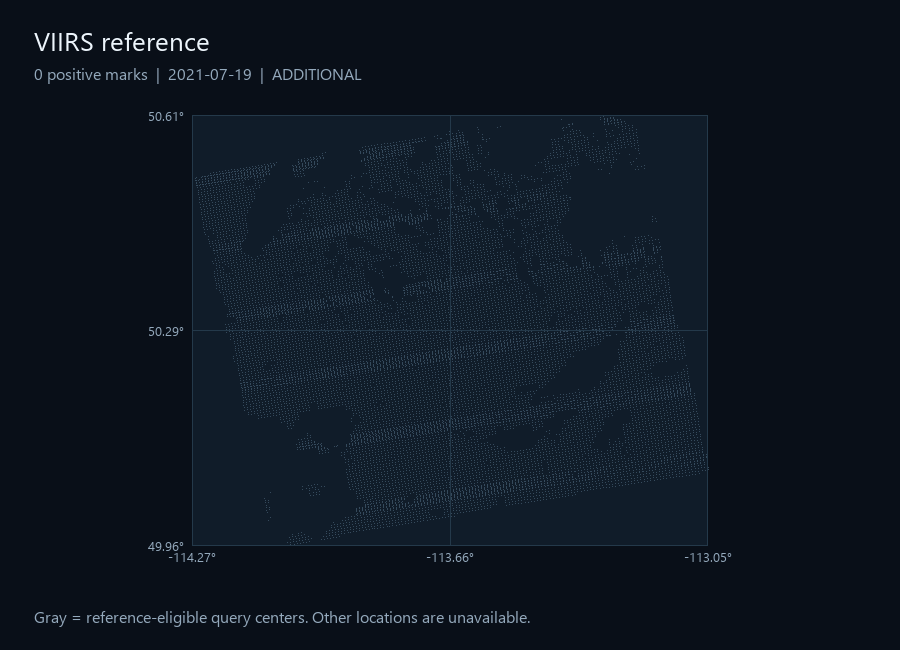 VIIRS reference
0 positive marks | 2021-07-19 | ADDITIONAL
50.61°
50.29°
49.96°
-114.27°
-113.66°
-113.05°
Gray = reference-eligible query centers. Other locations are unavailable.